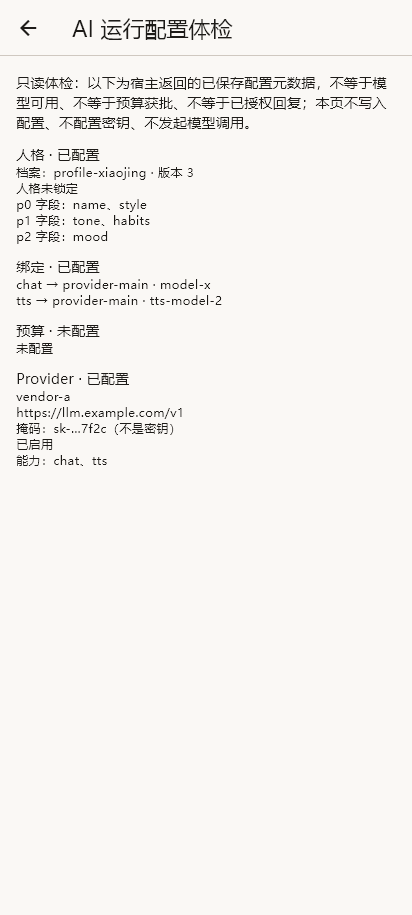 AI 运行配置体检
只读体检：以下为宿主返回的已保存配置元数据，不等于模
型可用、不等于预算获批、不等于已授权回复；本页不写入
配置、不配置密钥、不发起模型调用。
人格 · 已配置
档案：profile-xiaojing · 版本 3
人格未锁定
p0 字段：name、style
p1 字段：tone、habits
p2 字段：mood
绑定 · 已配置
chat → provider-main · model-x
tts → provider-main · tts-model-2
预算 · 未配置
未配置
Provider · 已配置
vendor-a
https://llm.example.com/v1
掩码：sk-…7f2c（不是密钥）
已启用
能力：chat、tts